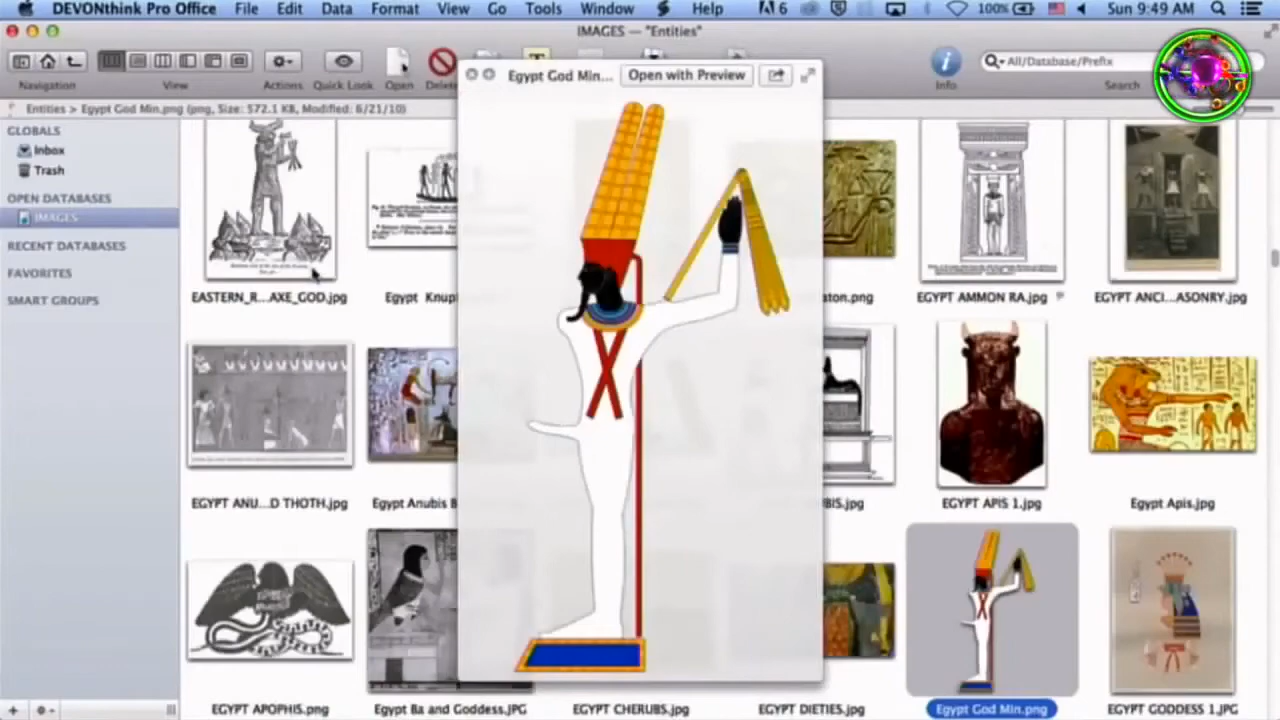 DEVONthink Pro Office File Edit Data Format View Go Tools Window Help 6 100% Sun 9:49 AM
IMAGES — "Entities"
All/Database/Prefix
Navigation View Actions Quick Look Open Info Search
Entities > Egypt God Min.png (png, Size: 572.1 KB, Modified: 6/21/10)
Egypt God Min... Open with Preview
GLOBALS
Inbox
Trash
OPEN DATABASES
IMAGES
RECENT DATABASES
FAVORITES
SMART GROUPS
EASTERN_R...AXE_GOD.jpg
EGYPT AMMON RA.jpg
EGYPT ANCI...ASONRY.jpg
EGYPT ANU...D THOTH.jpg
Egypt Anubis
EGYPT APIS 1.jpg
Egypt Apis.jpg
EGYPT APOPHIS.png
Egypt Ba and Goddess.JPG
EGYPT CHERUBS.jpg
EGYPT DIETIES.jpg
Egypt God Min.png
EGYPT GODDESS 1.JPG